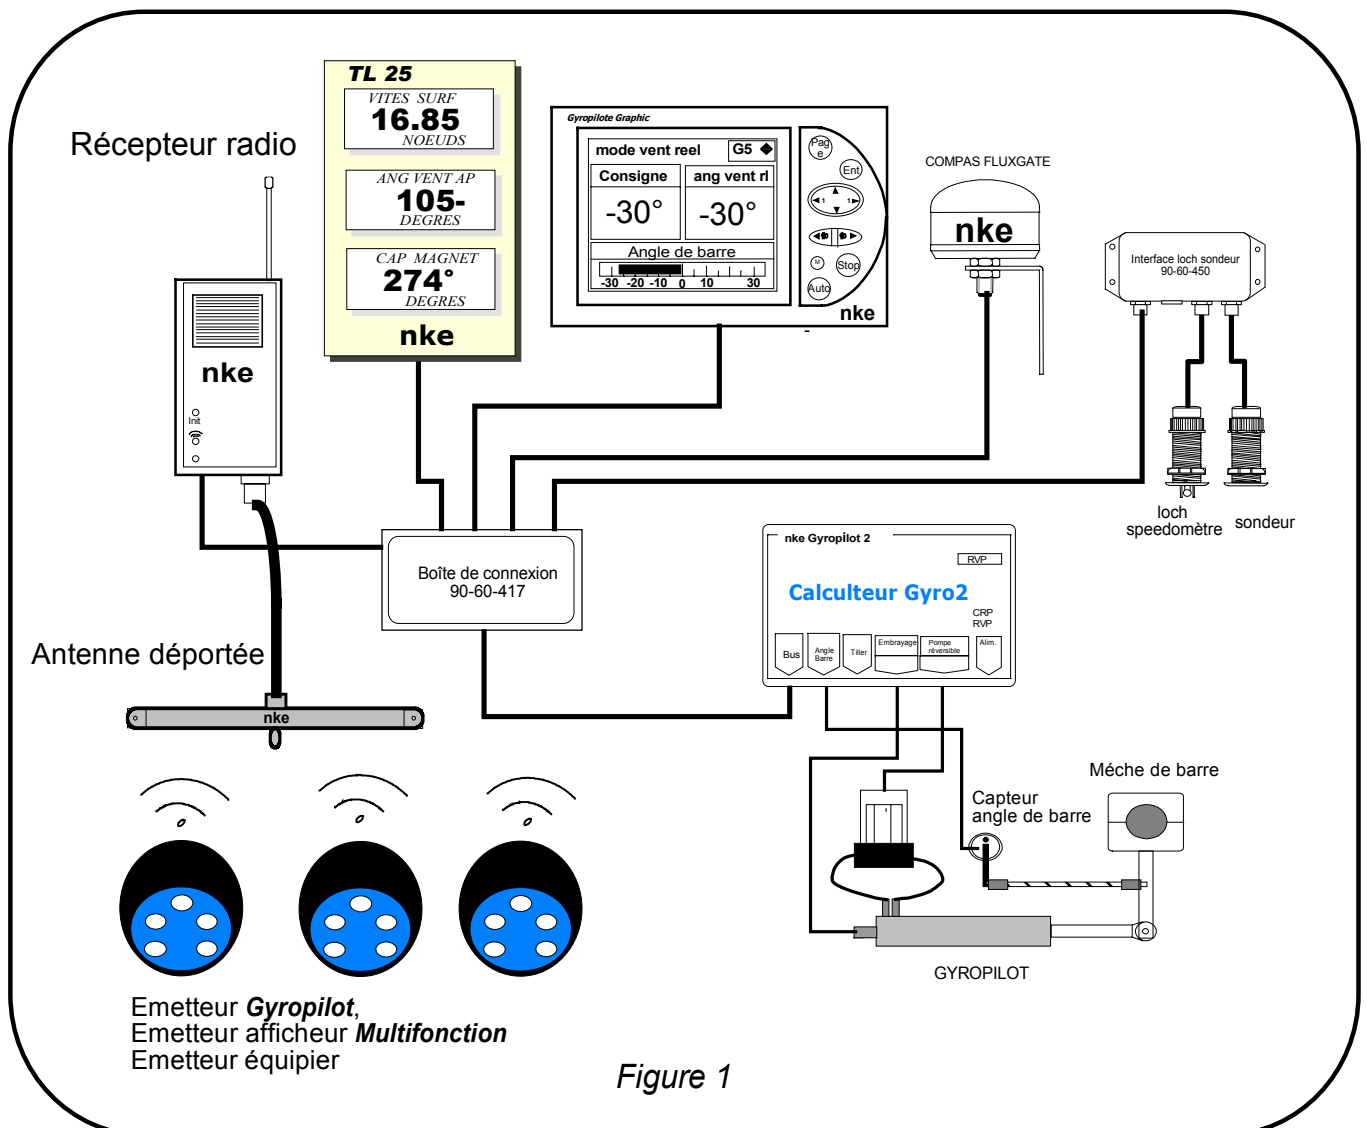 Récepteur radio
nke
Init
TL 25
VITES SURF
16.85
NOEUDS
ANG VENT AP
105-
DEGRES
CAP MAGNET
274°
DEGRES
nke
Gyropilote Graphic
mode vent reel
G5
Consigne
ang vent rl
-30°
-30°
Angle de barre
-30 -20 -10 0 10 30
Pag
e
Ent
1 1
M
Stop
Auto
nke
COMPAS FLUXGATE
nke
Interface loch sondeur
90-60-450
loch
speedomètre
sondeur
Boîte de connexion
90-60-417
nke Gyropilot 2
RVP
Calculteur Gyro2
CRP
RVP
Bus
Angle
Barre
Tiller
Embrayage
Pompe
réversible
Alim.
Antenne déportée
nke
Méche de barre
Capteur
angle de barre
GYROPILOT
Emetteur Gyropilot,
Emetteur afficheur Multifonction
Emetteur équipier
Figure 1